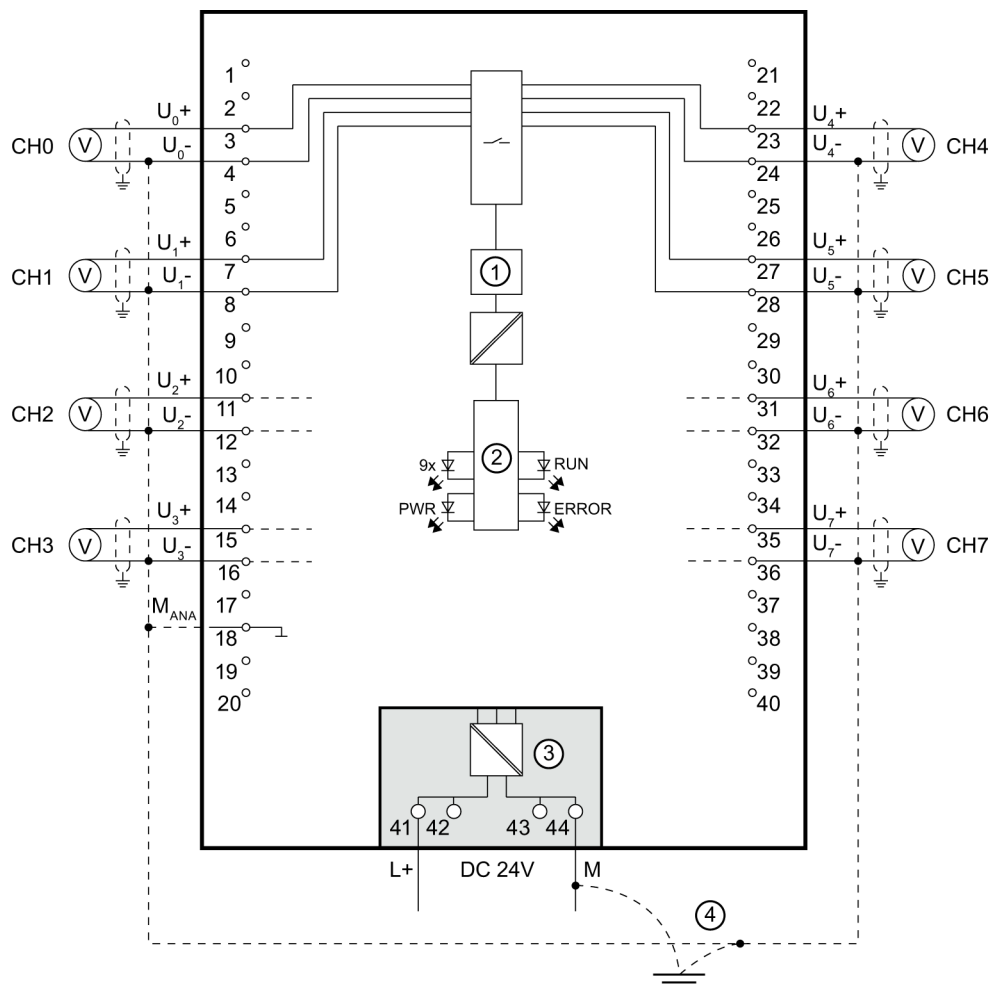 1 21
U0+ 2 22 U4+
CH0 V U0- 3 23 U4- V CH4
4 24
5 25
U1+ 6 26 U5+
CH1 V U1- 7 1 27 U5- V CH5
8 28
9 29
U2+ 10 30 U6+
CH2 V U2- 11 31 U6- V CH6
12 32
13 9x 2 RUN 33
U3+ 14 PWR ERROR 34 U7+
CH3 V U3- 15 35 U7- V CH7
16 36
MANA 17 37
18 38
19 39
20 40
3
41 42 43 44
L+ DC 24V M
4